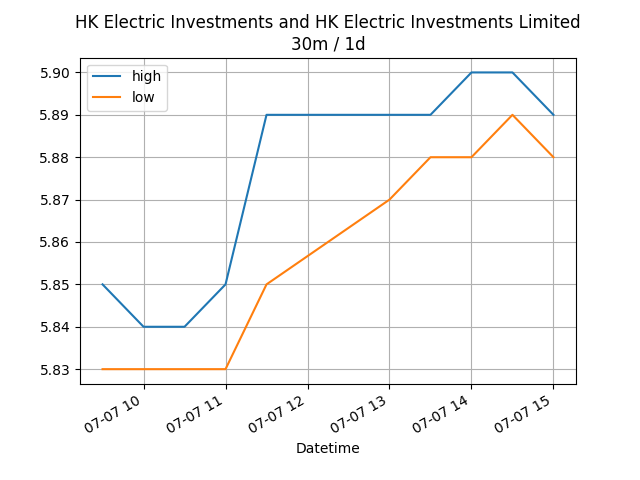 HK Electric Investments and HK Electric Investments Limited
30m / 1d
high
low
5.90
5.89
5.88
5.87
5.86
5.85
5.84
5.83
07-07 10
07-07 11
07-07 12
07-07 13
07-07 14
07-07 15
Datetime